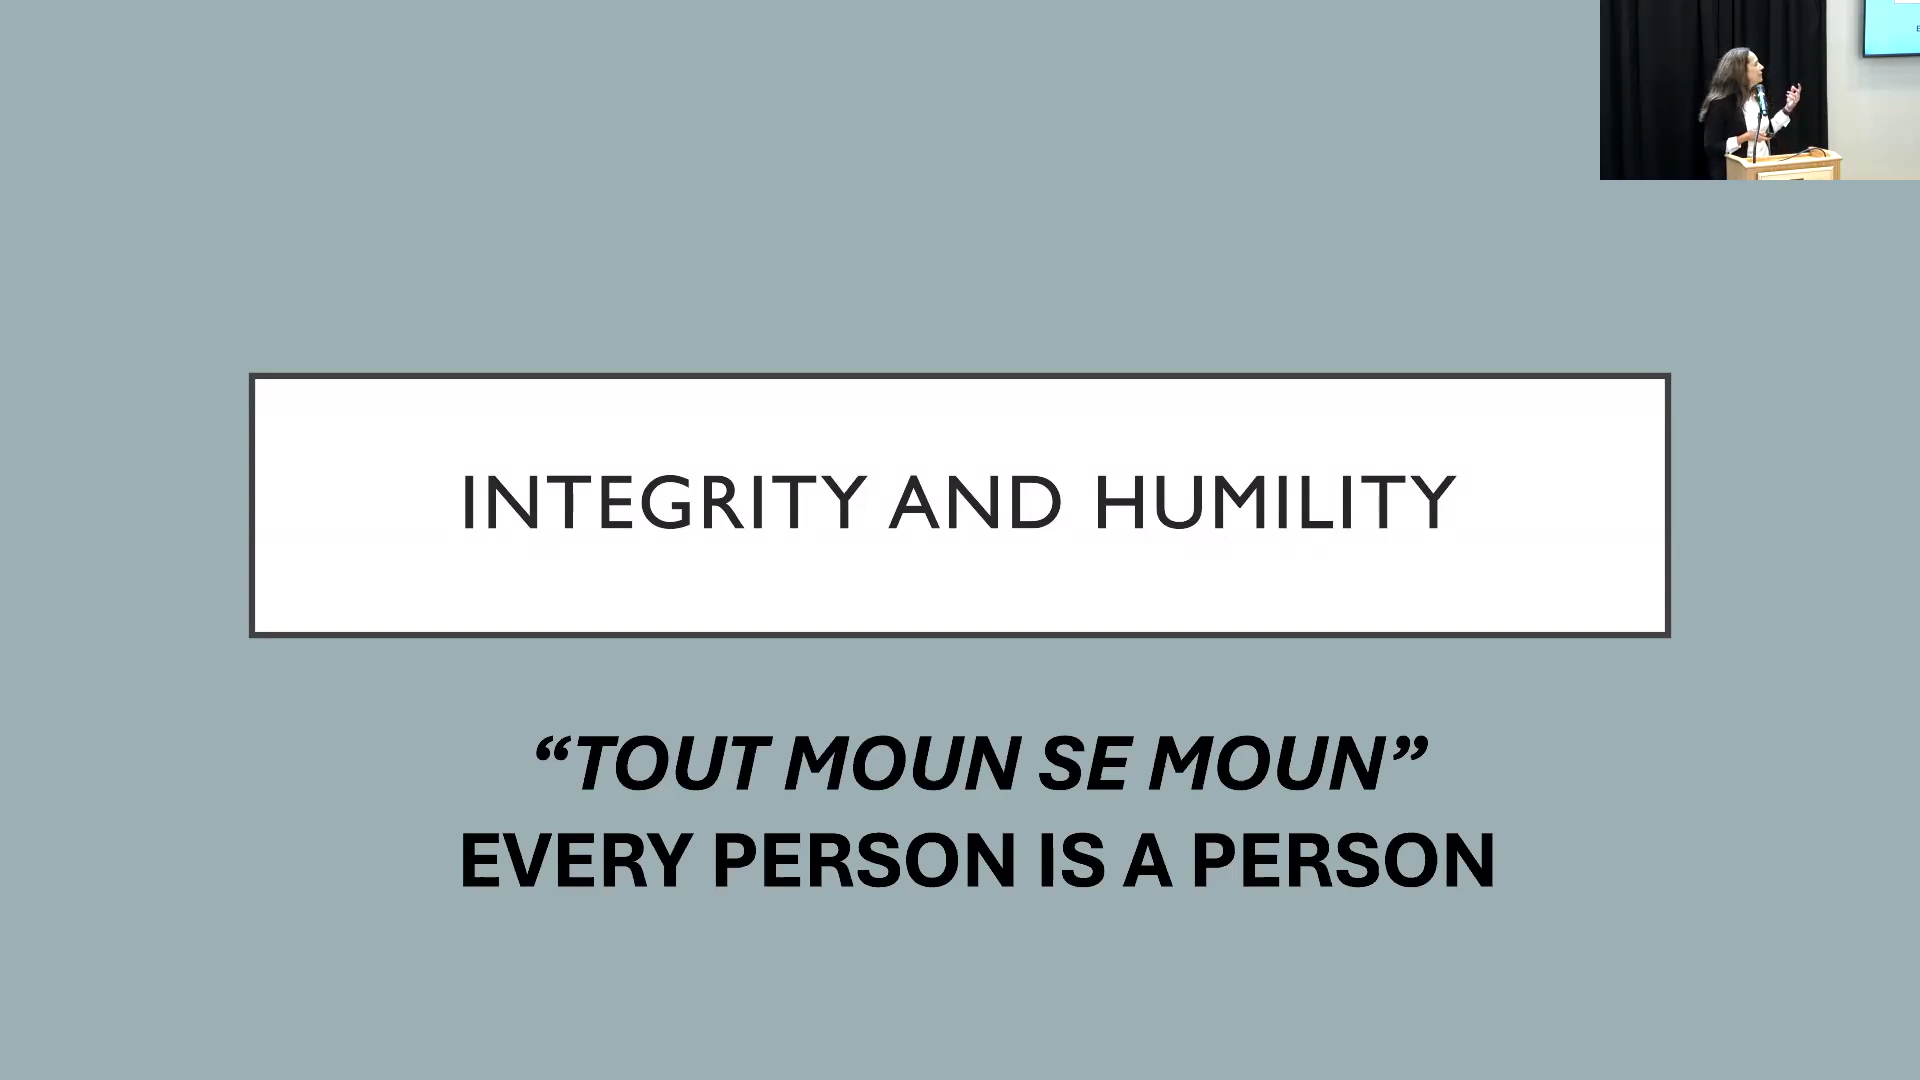 INTEGRITY AND HUMILITY
“TOUT MOUN SE MOUN”
EVERY PERSON IS A PERSON